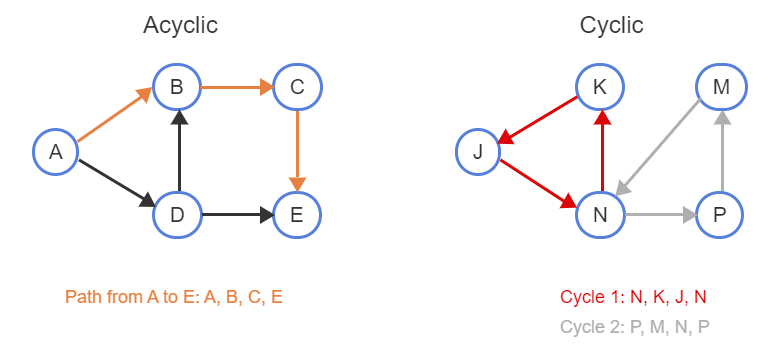 Acyclic
Cyclic
B
C
A
D
E
K
M
J
N
P
Path from A to E: A, B, C, E
Cycle 1: N, K, J, N
Cycle 2: P, M, N, P